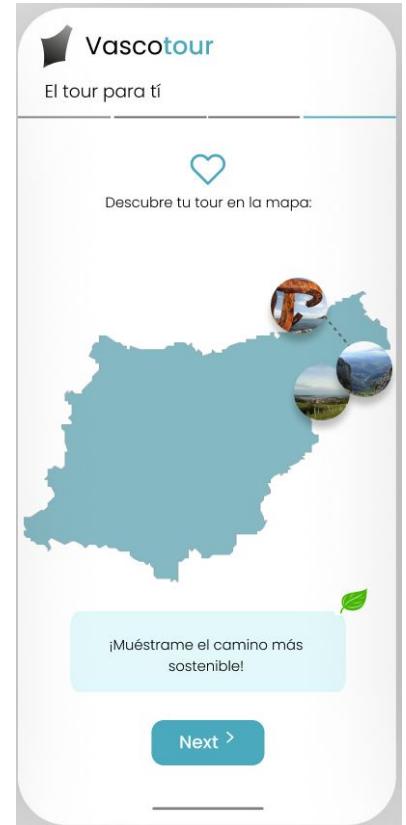 Vascotour
El tour para tí
Descubre tu tour en la mapa:
¡Muéstrame el camino más
sostenible!
Next >